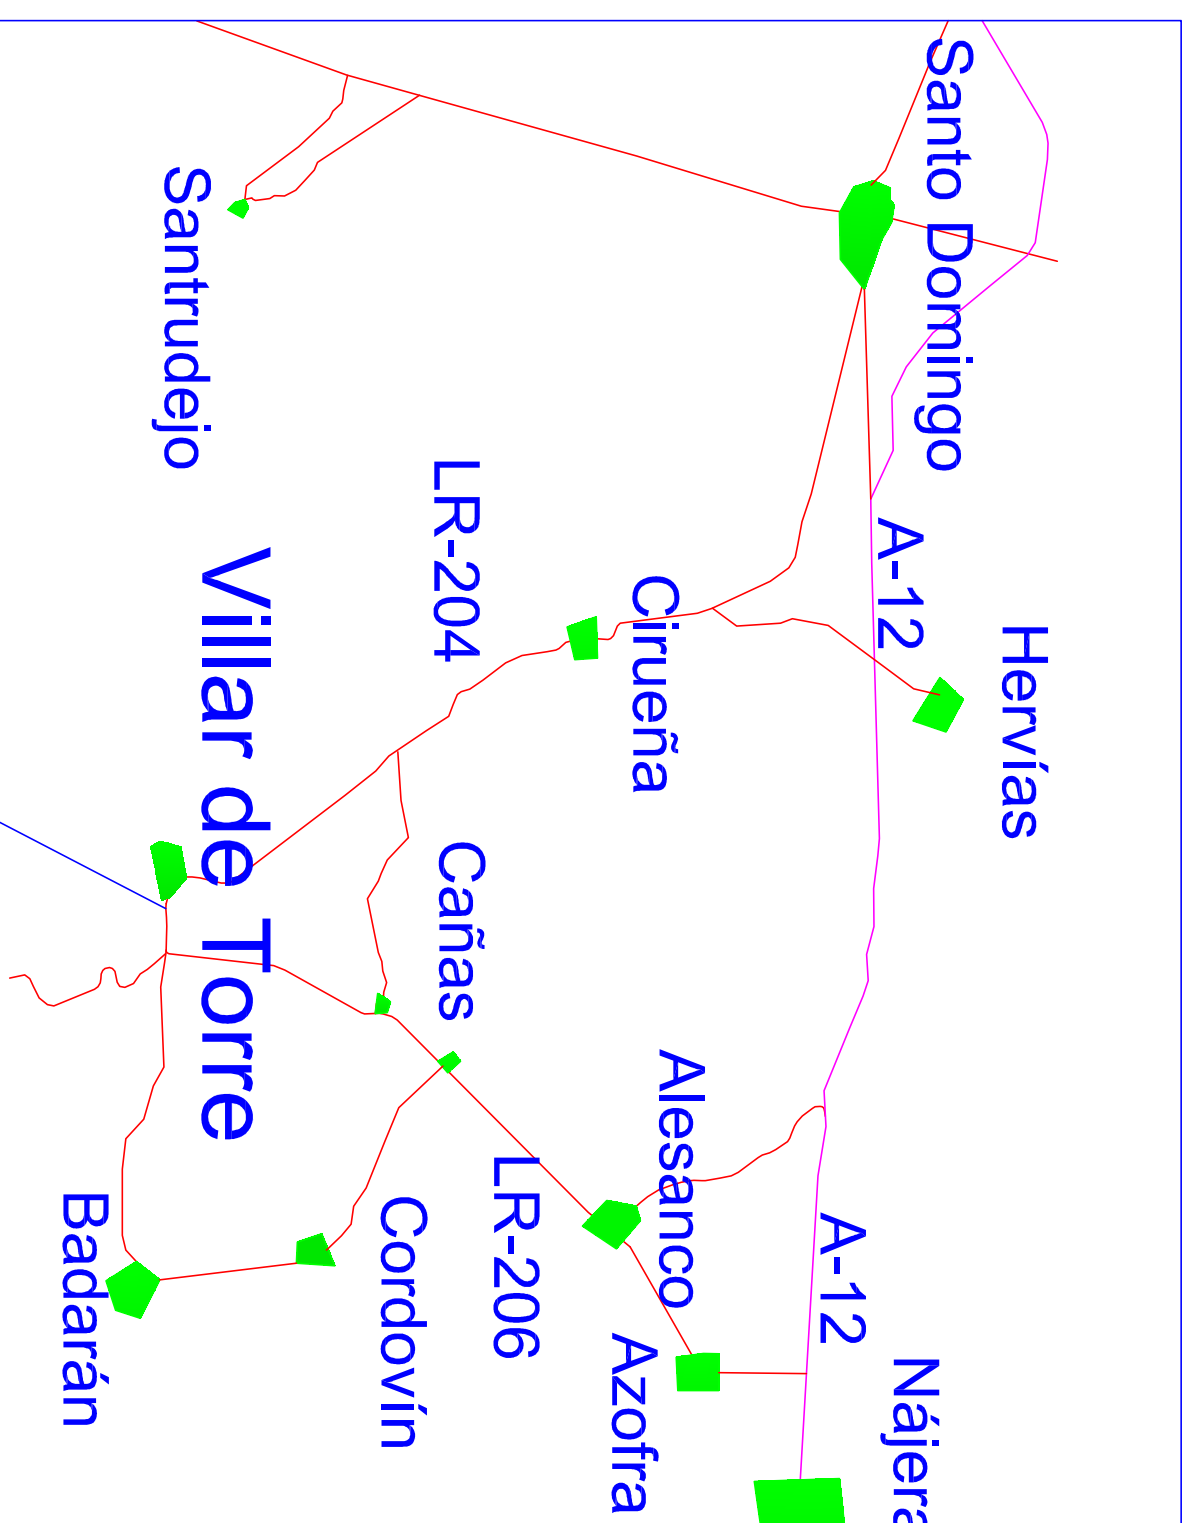 Santo Domingo
Hervías
A-12
Nájera
A-12
Cirueña
Alesanco
Azofra
LR-204
Cañas
LR-206
Cordovín
Santrudejo
Villar de Torre
Badarán